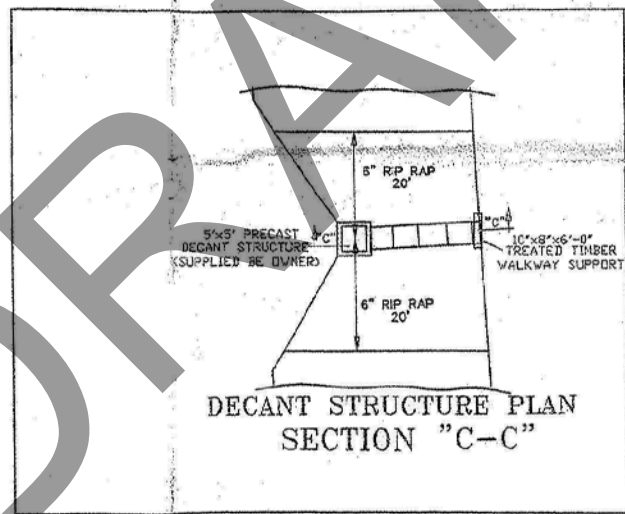 DRAFT
6" RIP RAP
20'
5'x5' PRECAST
DECANT STRUCTURE
(SUPPLIED BE OWNER)
"C"
"C"
10"x8"x6'-0"
TREATED TIMBER
WALKWAY SUPPORT
6" RIP RAP
20'
DECANT STRUCTURE PLAN
SECTION "C-C"